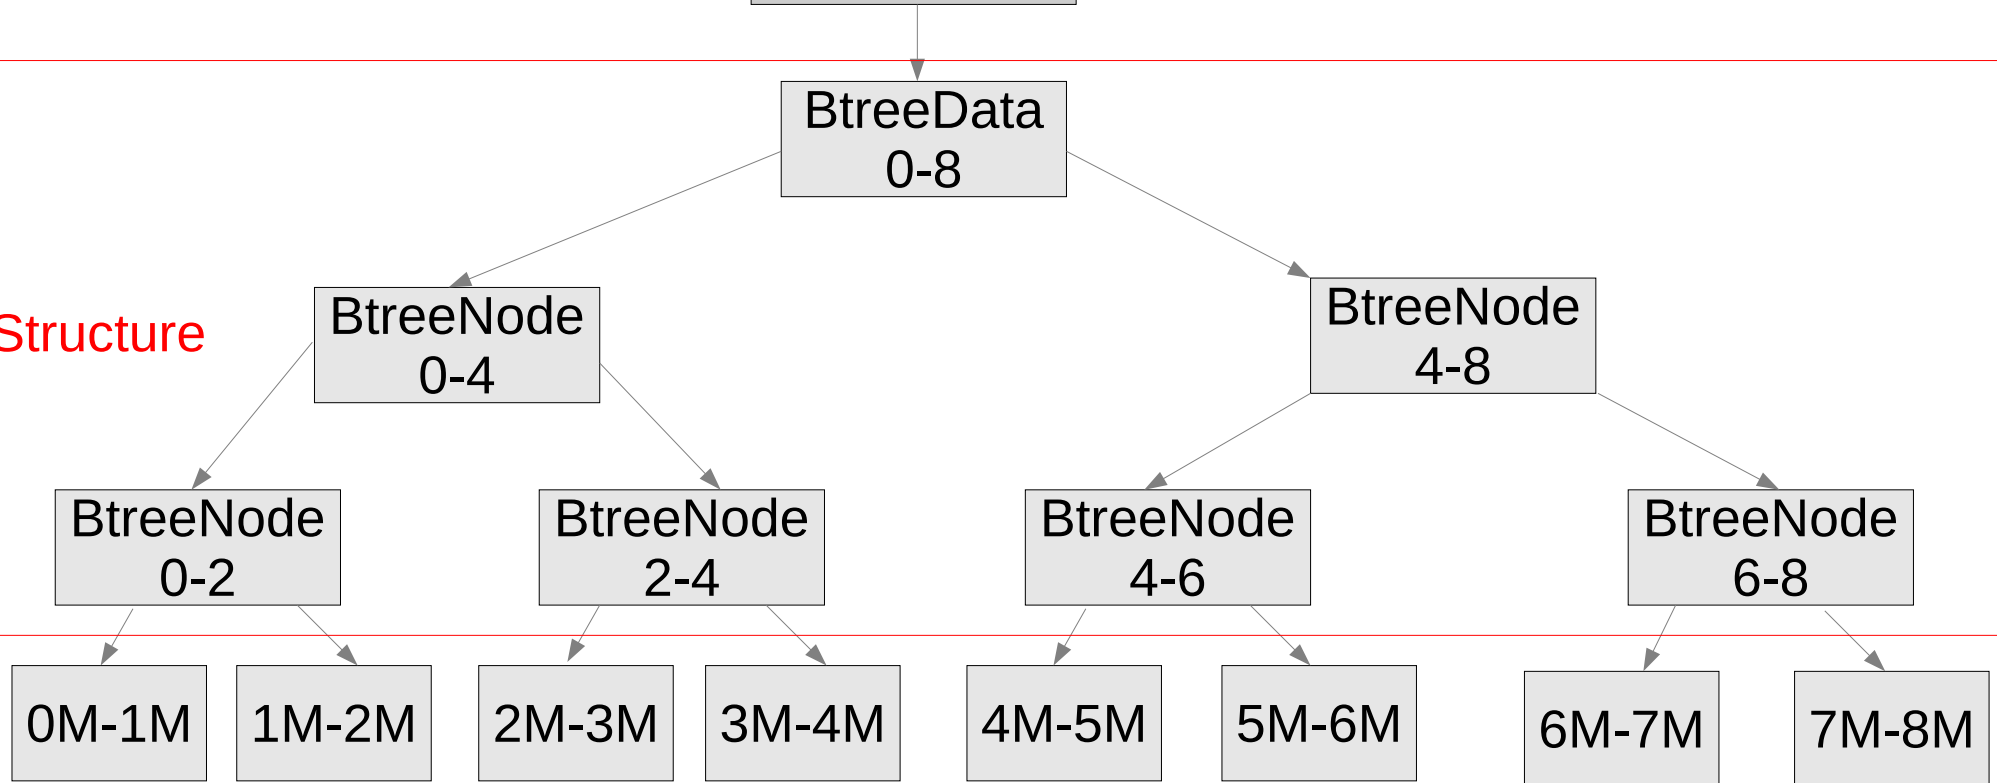 BtreeData
0-8
BtreeNode
0-4
BtreeNode
4-8
Structure
BtreeNode
0-2
BtreeNode
2-4
BtreeNode
4-6
BtreeNode
6-8
0M-1M
1M-2M
2M-3M
3M-4M
4M-5M
5M-6M
6M-7M
7M-8M